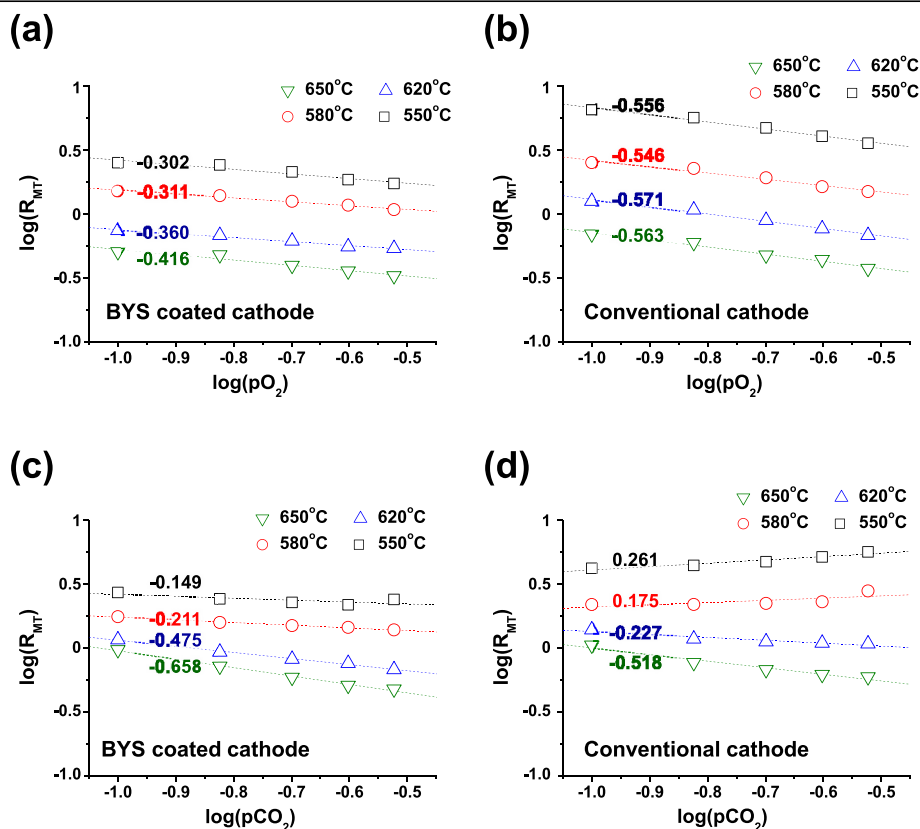 (a)
650°C 620°C
580°C 550°C
1
0.5
0
-0.5
-1.0
log(R_MT)
-0.302
-0.311
-0.360
-0.416
BYS coated cathode
-1.0 -0.9 -0.8 -0.7 -0.6 -0.5
log(pO₂)
(b)
650°C 620°C
580°C 550°C
1
0.5
0
-0.5
-1.0
log(R_MT)
-0.556
-0.546
-0.571
-0.563
Conventional cathode
-1.0 -0.9 -0.8 -0.7 -0.6 -0.5
log(pO₂)
(c)
650°C 620°C
580°C 550°C
1
0.5
0
-0.5
-1.0
log(R_MT)
-0.149
-0.211
-0.475
-0.658
BYS coated cathode
-1.0 -0.9 -0.8 -0.7 -0.6 -0.5
log(pCO₂)
(d)
650°C 620°C
580°C 550°C
1
0.5
0
-0.5
-1.0
log(R_MT)
0.261
0.175
-0.227
-0.518
Conventional cathode
-1.0 -0.9 -0.8 -0.7 -0.6 -0.5
log(pCO₂)